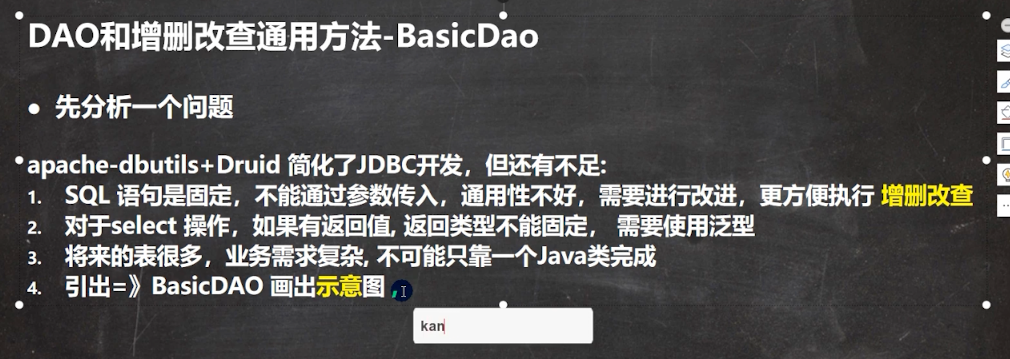 DAO和增删改查通用方法-BasicDao
● 先分析一个问题
apache-dbutils+Druid 简化了JDBC开发，但还有不足:
1. SQL 语句是固定，不能通过参数传入，通用性不好，需要进行改进，更方便执行 增删改查
2. 对于select 操作，如果有返回值, 返回类型不能固定， 需要使用泛型
3. 将来的表很多，业务需求复杂, 不可能只靠一个Java类完成
4. 引出=》BasicDAO 画出示意图 ,
kan